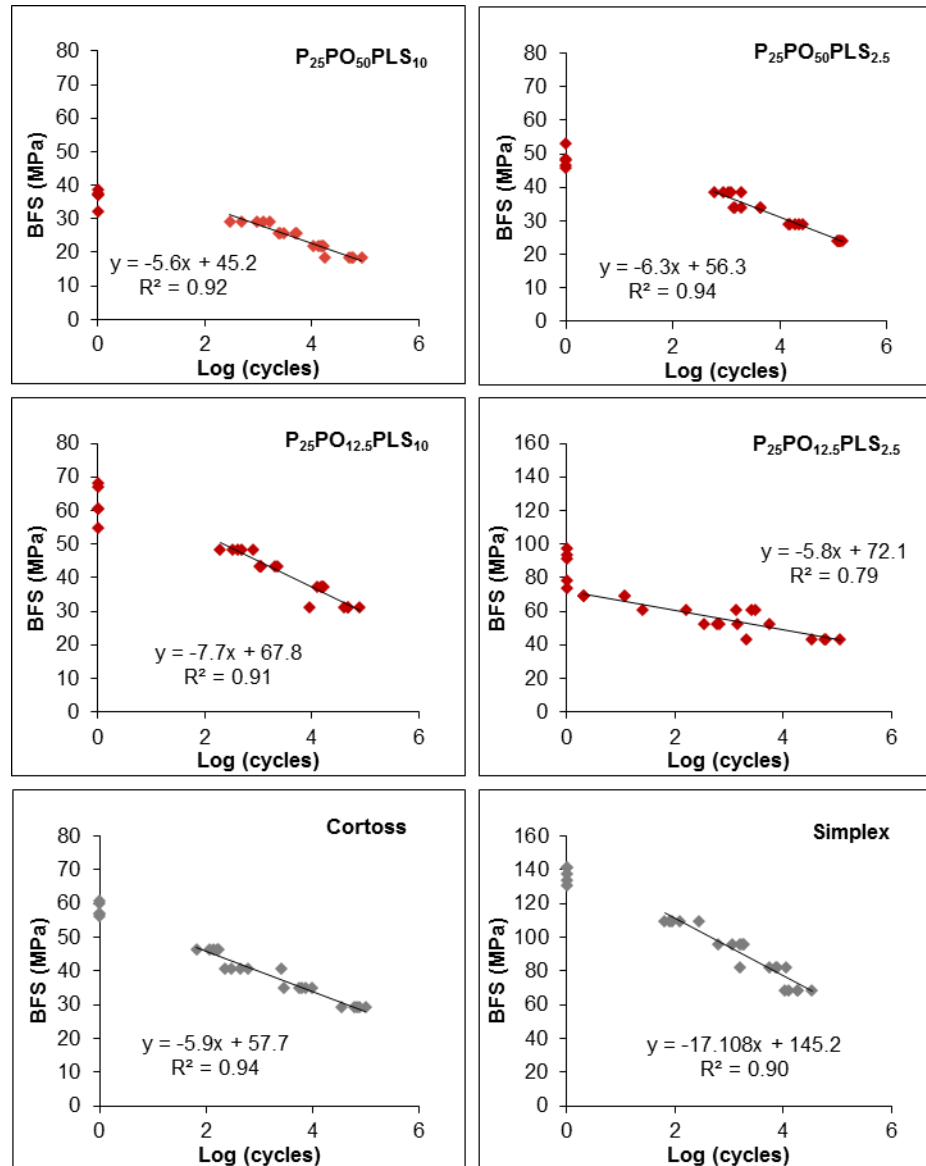 P₂₅PO₅₀PLS₁₀
BFS (MPa)
80
70
60
50
40
30
20
10
0
y = -5.6x + 45.2
R² = 0.92
0 2 4 6
Log (cycles)
P₂₅PO₅₀PLS₂.₅
BFS (MPa)
80
70
60
50
40
30
20
10
0
y = -6.3x + 56.3
R² = 0.94
0 2 4 6
Log (cycles)
P₂₅PO₁₂.₅PLS₁₀
BFS (MPa)
80
70
60
50
40
30
20
10
0
y = -7.7x + 67.8
R² = 0.91
0 2 4 6
Log (cycles)
P₂₅PO₁₂.₅PLS₂.₅
BFS (MPa)
160
140
120
100
80
60
40
20
0
y = -5.8x + 72.1
R² = 0.79
0 2 4 6
Log (cycles)
Cortoss
BFS (MPa)
80
70
60
50
40
30
20
10
0
y = -5.9x + 57.7
R² = 0.94
0 2 4 6
Log (cycles)
Simplex
BFS (MPa)
160
140
120
100
80
60
40
20
0
y = -17.108x + 145.2
R² = 0.90
0 2 4 6
Log (cycles)